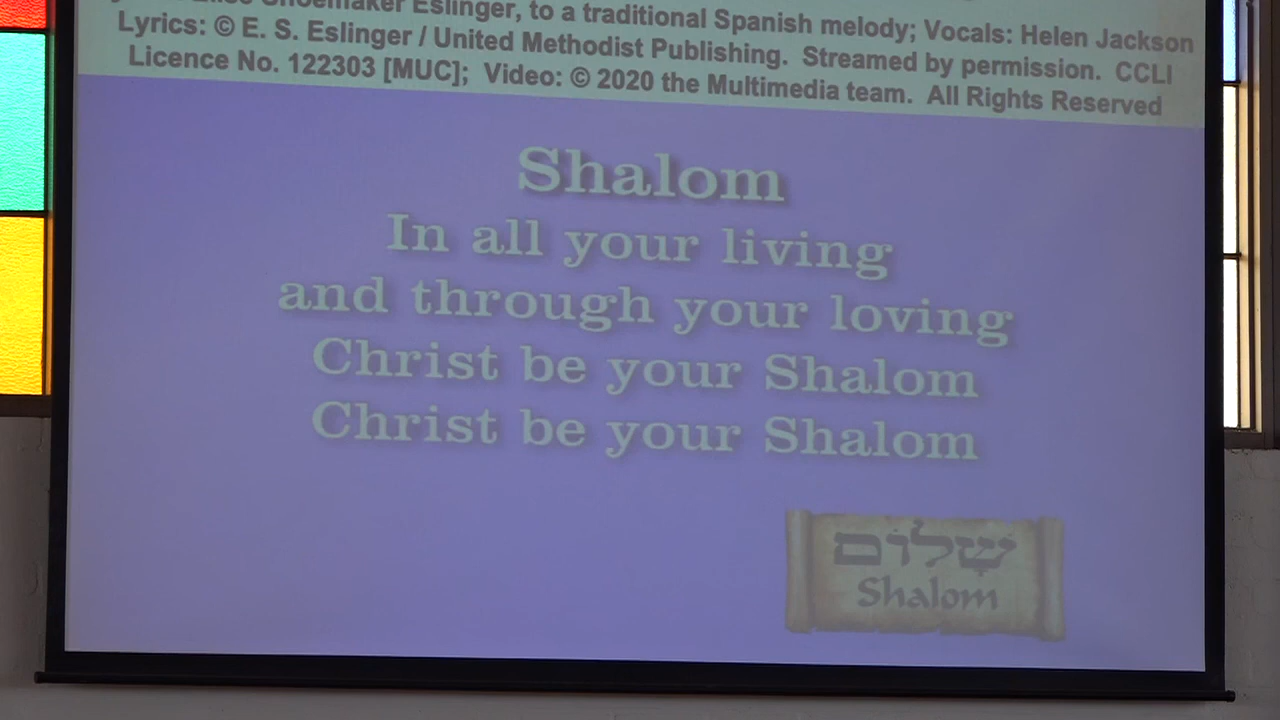 Shoemaker Eslinger, to a traditional Spanish melody; Vocals: Helen Jackson
Lyrics: © E. S. Eslinger / United Methodist Publishing. Streamed by permission. CCLI
Licence No. 122303 [MUC]; Video: © 2020 the Multimedia team. All Rights Reserved
Shalom
In all your living
and through your loving
Christ be your Shalom
Christ be your Shalom
שָׁלוֹם
Shalom